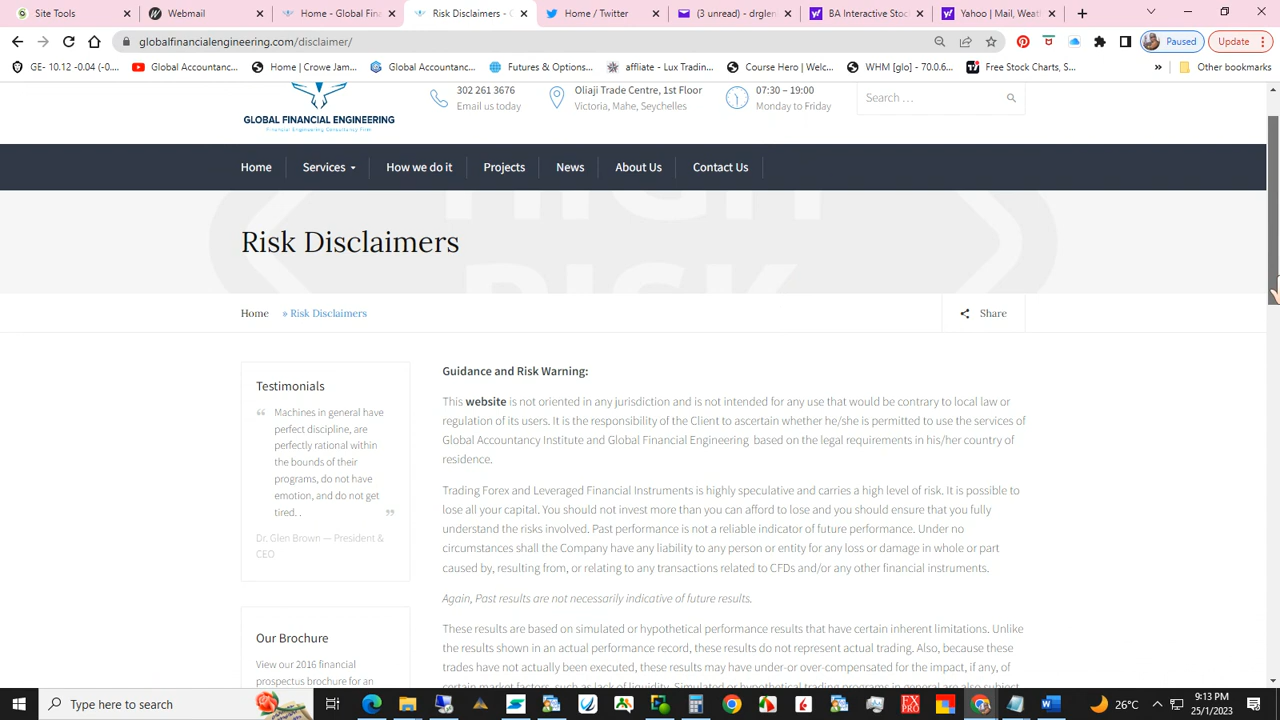 Site Tools
Webmail
Home - Global Fina
Risk Disclaimers - G
Home / Twitter
(3 unread) - drglen
BA Interactive Stoc
Yahoo | Mail, Weat
globalfinancialengineering.com/disclaimer/
Paused
Update
GE- 10.12 -0.04 (-0....
Global Accountanc...
Home | Crowe Jam...
Global Accountanc...
Futures & Options...
affliate - Lux Tradin...
Course Hero | Welc...
WHM [glo] - 70.0.6...
Free Stock Charts, S...
»
Other bookmarks
302 261 3676
Email us today
Oliaji Trade Centre, 1st Floor
Victoria, Mahe, Seychelles
07:30 – 19:00
Monday to Friday
Search ...
GLOBAL FINANCIAL ENGINEERING
Financial Engineering Consultancy Firm
Home
Services
How we do it
Projects
News
About Us
Contact Us
HIGH
RISK
Risk Disclaimers
Home » Risk Disclaimers
Share
Testimonials
“ Machines in general have
perfect discipline, are
perfectly rational within
the bounds of their
programs, do not have
emotion, and do not get
tired. . ”
Dr. Glen Brown — President &
CEO
Our Brochure
View our 2016 financial
prospectus brochure for an
Guidance and Risk Warning:
This website is not oriented in any jurisdiction and is not intended for any use that would be contrary to local law or
regulation of its users. It is the responsibility of the Client to ascertain whether he/she is permitted to use the services of
Global Accountancy Institute and Global Financial Engineering based on the legal requirements in his/her country of
residence.
Trading Forex and Leveraged Financial Instruments is highly speculative and carries a high level of risk. It is possible to
lose all your capital. You should not invest more than you can afford to lose and you should ensure that you fully
understand the risks involved. Past performance is not a reliable indicator of future performance. Under no
circumstances shall the Company have any liability to any person or entity for any loss or damage in whole or part
caused by, resulting from, or relating to any transactions related to CFDs and/or any other financial instruments.
Again, Past results are not necessarily indicative of future results.
These results are based on simulated or hypothetical performance results that have certain inherent limitations. Unlike
the results shown in an actual performance record, these results do not represent actual trading. Also, because these
trades have not actually been executed, these results may have under-or over-compensated for the impact, if any, of
certain market factors, such as lack of liquidity. Simulated or hypothetical trading programs in general are also subject
Type here to search
26°C
9:13 PM
25/1/2023